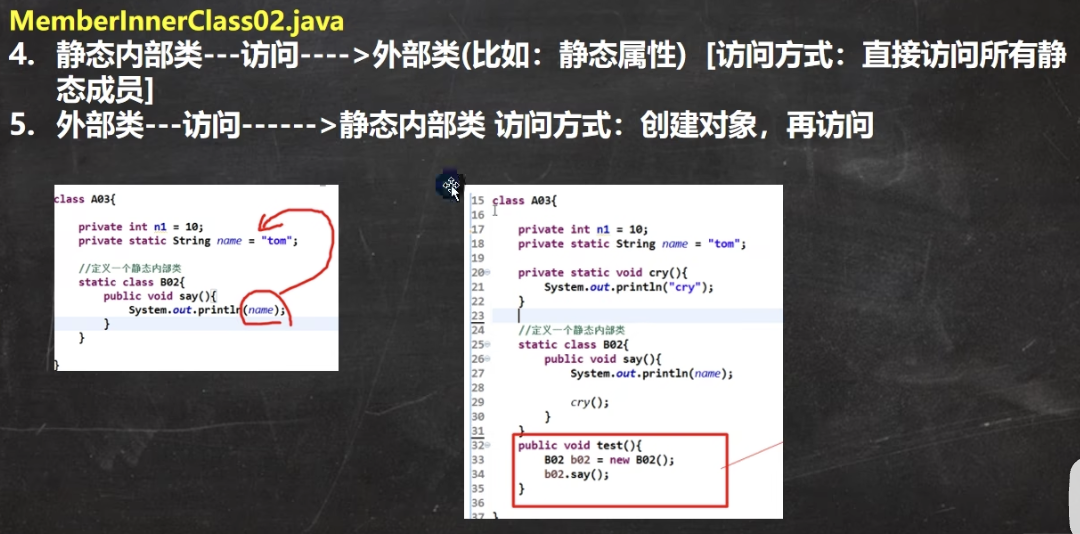 MemberInnerClass02.java
4. 静态内部类---访问---->外部类(比如：静态属性) [访问方式：直接访问所有静
态成员]
5. 外部类---访问------>静态内部类 访问方式：创建对象，再访问
class A03{
private int n1 = 10;
private static String name = "tom";
//定义一个静态内部类
static class B02{
public void say(){
System.out.println(name);
}
}
}
15 class A03{
16
17 private int n1 = 10;
18 private static String name = "tom";
19
20 private static void cry(){
21 System.out.println("cry");
22 }
23
24 //定义一个静态内部类
25 static class B02{
26 public void say(){
27 System.out.println(name);
28
29 cry();
30 }
31 }
32 public void test(){
33 B02 b02 = new B02();
34 b02.say();
35 }
36
37 }